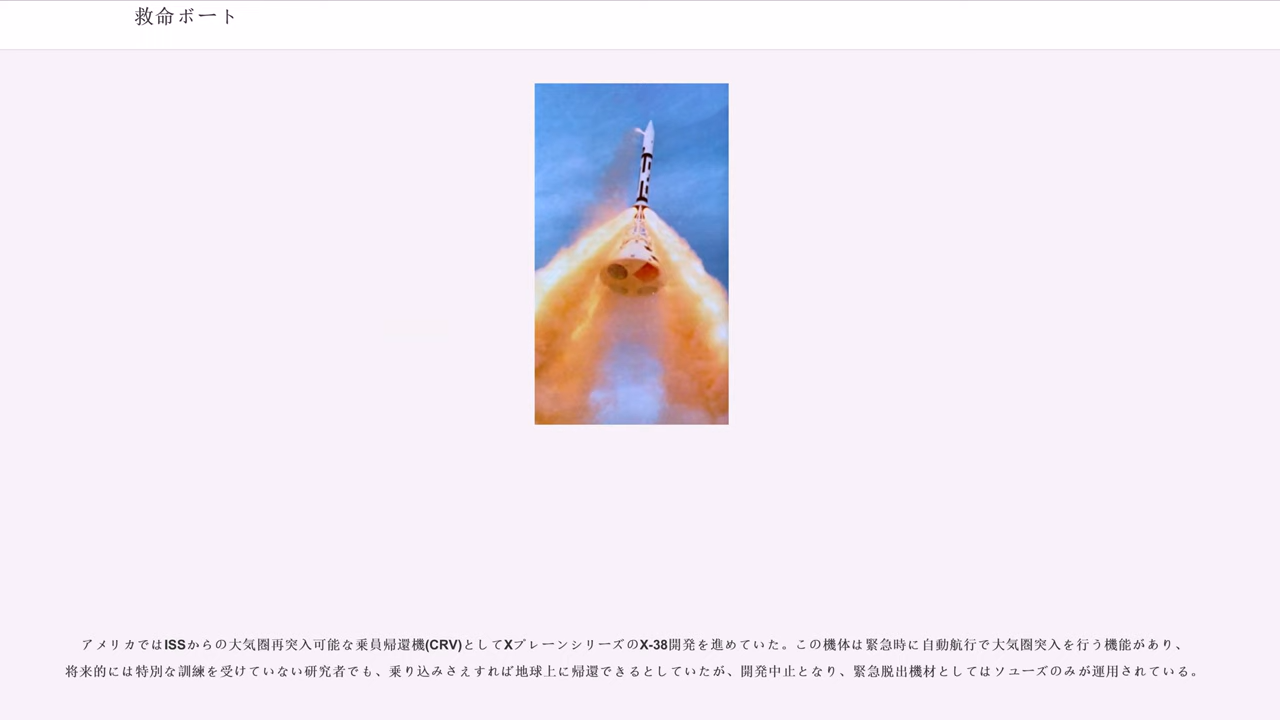 救命ボート
アメリカではISSからの大気圏再突入可能な乗員帰還機(CRV)としてXプレーンシリーズのX-38開発を進めていた。この機体は緊急時に自動航行で大気圏突入を行う機能があり、
将来的には特別な訓練を受けていない研究者でも、乗り込みさえすれば地球上に帰還できるとしていたが、開発中止となり、緊急脱出機材としてはソユーズのみが運用されている。